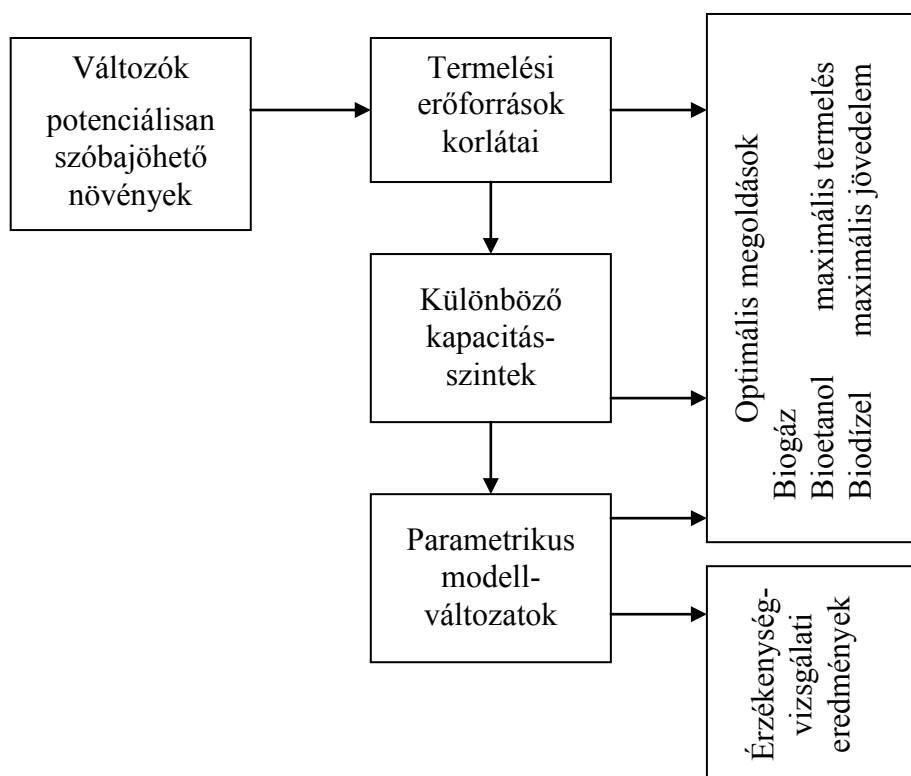 Változók
potenciálisan
szóbajöhető
növények
Termelési
erőforrások
korlátai
Különböző
kapacitás-
szintek
Parametrikus
modell-
változatok
Optimális megoldások
Biogáz
Bioetanol maximális termelés
Biodízel maximális jövedelem
Érzékenység-
vizsgálati
eredmények